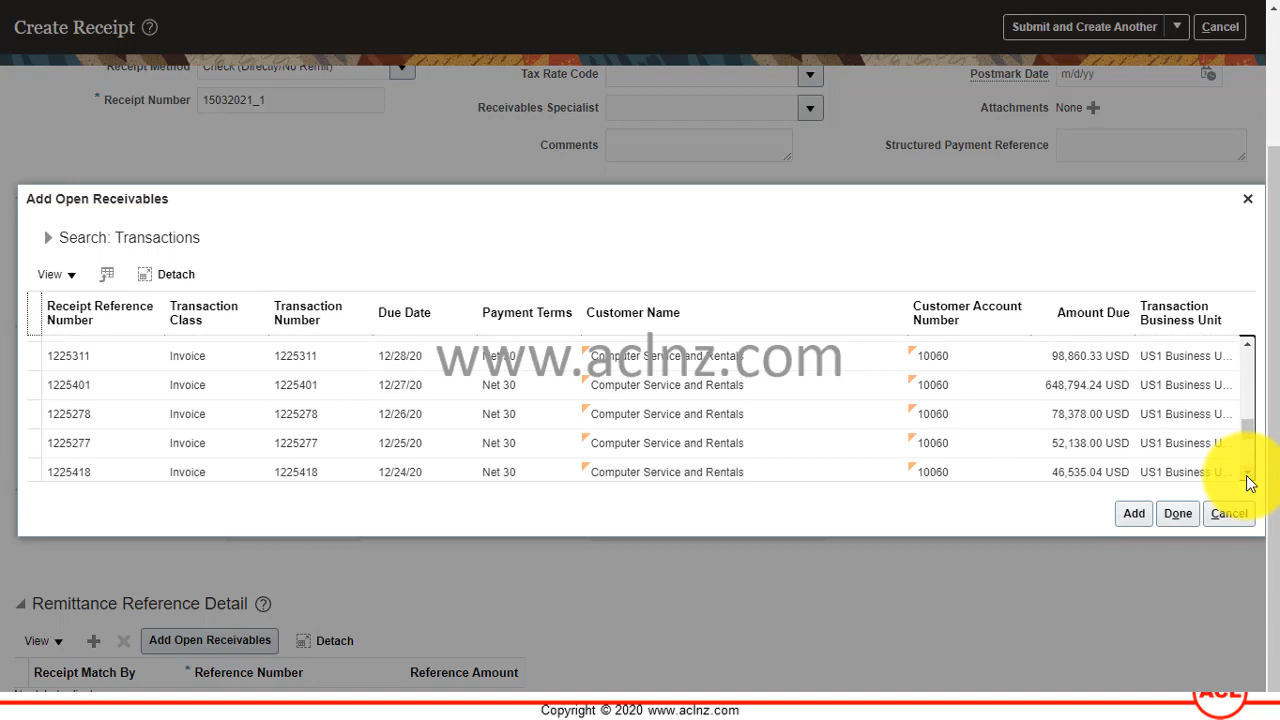 Create Receipt ?
Submit and Create Another Cancel
Receipt Method Check (Directly/No Remit) Tax Rate Code Postmark Date m/d/yy
* Receipt Number 15032021_1 Receivables Specialist Attachments None
Comments Structured Payment Reference
Add Open Receivables
Search: Transactions
View Detach
Receipt Reference Number Transaction Class Transaction Number Due Date Payment Terms Customer Name Customer Account Number Amount Due Transaction Business Unit
1225311 Invoice 1225311 12/28/20 Net 30 Computer Service and Rentals 10060 98,860.33 USD US1 Business U...
www.aclnz.com
1225401 Invoice 1225401 12/27/20 Net 30 Computer Service and Rentals 10060 648,794.24 USD US1 Business U...
1225278 Invoice 1225278 12/26/20 Net 30 Computer Service and Rentals 10060 78,378.00 USD US1 Business U...
1225277 Invoice 1225277 12/25/20 Net 30 Computer Service and Rentals 10060 52,138.00 USD US1 Business U...
1225418 Invoice 1225418 12/24/20 Net 30 Computer Service and Rentals 10060 46,535.04 USD US1 Business U...
Add Done Cancel
Remittance Reference Detail ?
View Add Open Receivables Detach
Receipt Match By * Reference Number Reference Amount
ACL
Copyright © 2020 www.aclnz.com